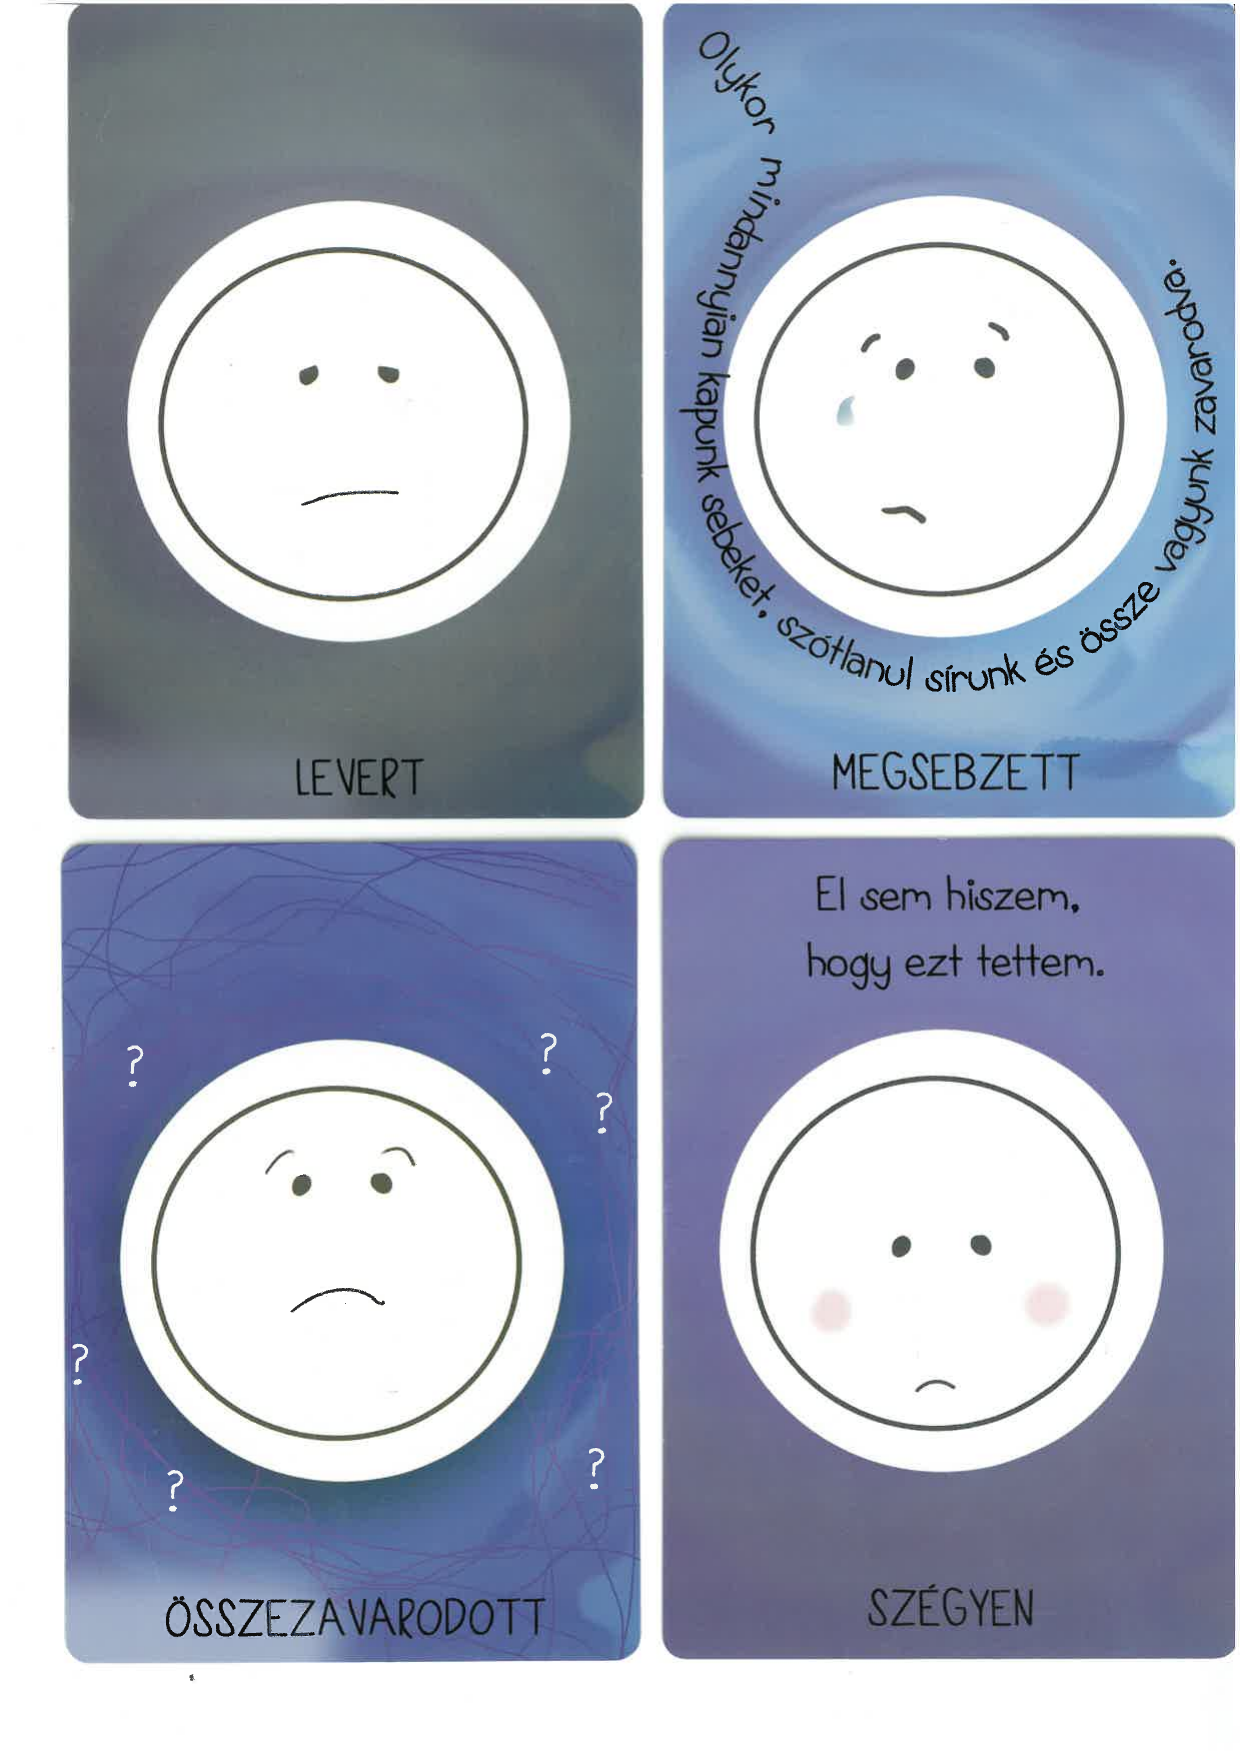 LEVERT
Olykor mindannyian kapunk sebeket, szótlanul sírunk és össze vagyunk zavarodva.
MEGSEBZETT
?
?
?
?
?
?
ÖSSZEZAVARODOTT
El sem hiszem,
hogy ezt tettem.
SZÉGYEN